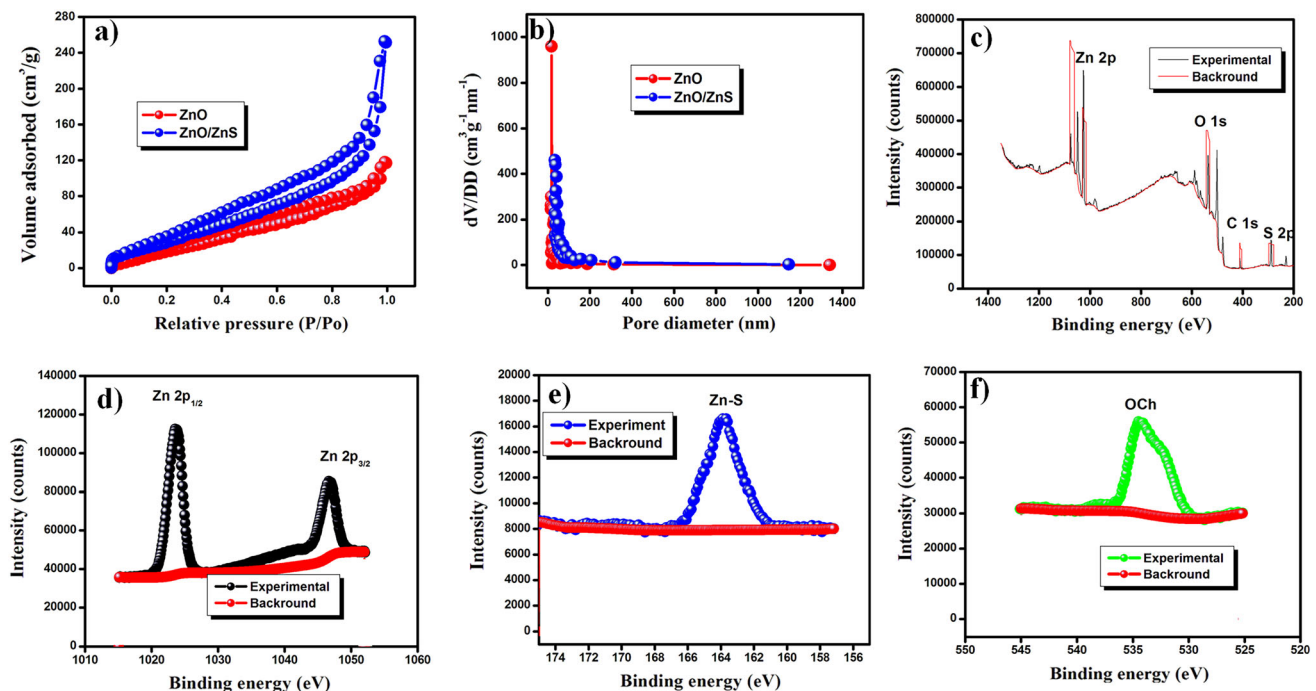 a)
280
240
200
160
120
80
40
0
Volume adsorbed (cm³/g)
ZnO
ZnO/ZnS
0.0 0.2 0.4 0.6 0.8 1.0
Relative pressure (P/Po)
b)
1000
800
600
400
200
0
dV/DD (cm³g⁻¹nm⁻¹)
ZnO
ZnO/ZnS
0 200 400 600 800 1000 1200 1400
Pore diameter (nm)
c)
800000
700000
600000
500000
400000
300000
200000
100000
0
Intensity (counts)
Experimental
Backround
Zn 2p
O 1s
C 1s
S 2p
1400 1200 1000 800 600 400 200
Binding energy (eV)
d)
140000
120000
100000
80000
60000
40000
20000
0
Intensity (counts)
Zn 2p₁/₂
Zn 2p₃/₂
Experimental
Backround
1010 1020 1030 1040 1050 1060
Binding energy (eV)
e)
20000
18000
16000
14000
12000
10000
8000
6000
4000
2000
0
Intensity (counts)
Zn-S
Experiment
Backround
174 172 170 168 166 164 162 160 158 156
Binding energy (eV)
f)
70000
60000
50000
40000
30000
20000
10000
0
Intensity (counts)
OCh
Experimental
Backround
550 545 540 535 530 525 520
Binding energy (eV)